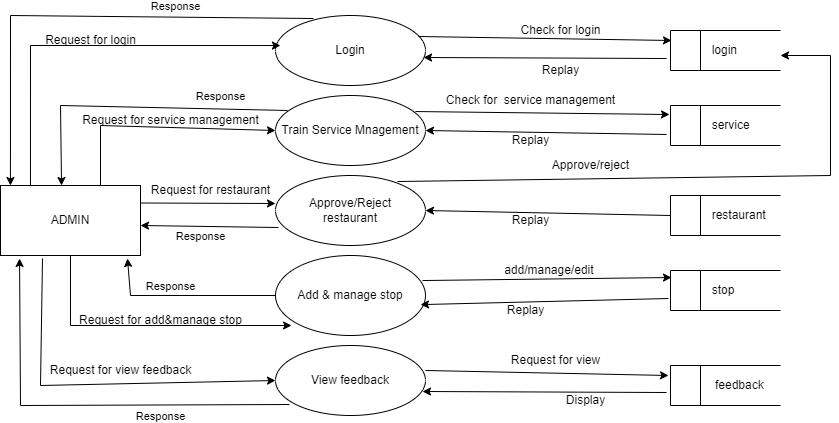 Response
Request for login
Login
Check for login
Replay
login
Response
Request for service management
Train Service Mnagement
Check for service management
Replay
service
Approve/reject
ADMIN
Request for restaurant
Response
Approve/Reject
restaurant
Replay
restaurant
Response
Request for add&manage stop
Add & manage stop
add/manage/edit
Replay
stop
Request for view feedback
Response
View feedback
Request for view
Display
feedback